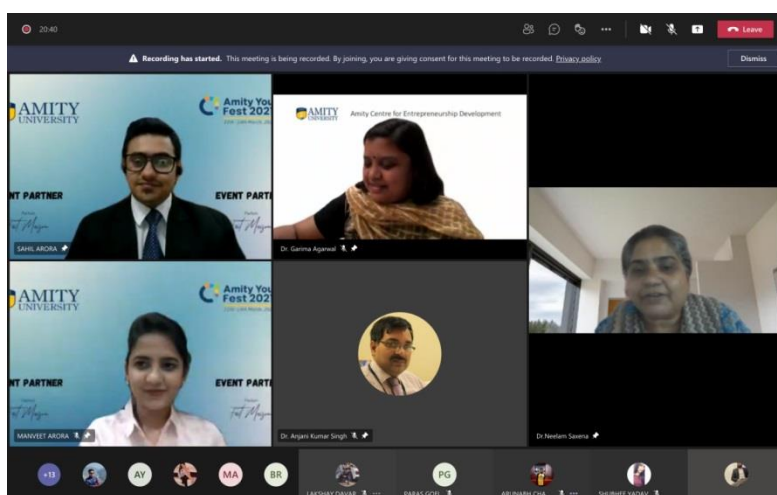 20:40
Leave
Recording has started. This meeting is being recorded. By joining, you are giving consent for this meeting to be recorded. Privacy policy
Dismiss
AMITY
UNIVERSITY
Amity You
Fest 202
NT PARTNER
EVENT PARTI
SAHIL ARORA
AMITY
UNIVERSITY
Amity Centre for Entrepreneurship Development
Dr. Garima Agarwal
AMITY
UNIVERSITY
Amity You
Fest 202
NT PARTNER
EVENT PARTI
MANVEET ARORA
Dr. Anjani Kumar Singh
Dr.Neelam Saxena
+13
AY
MA
BR
PG
LAKSHAY DAVAR
PARAS GOEL
ARUNABH CHA...
SHUBHEE YADAV